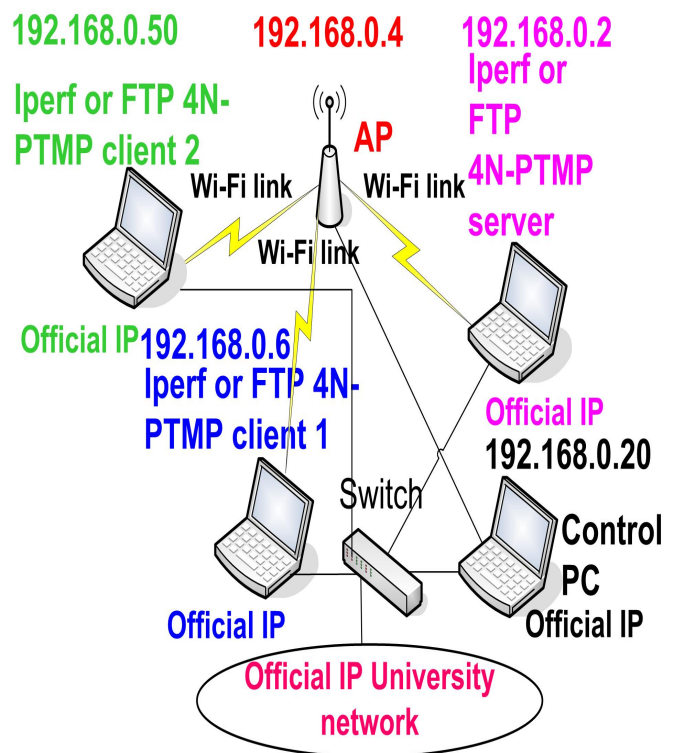 192.168.0.50
192.168.0.4
192.168.0.2
Iperf or
FTP
4N-PTMP
server
Iperf or FTP 4N-
PTMP client 2
AP
Wi-Fi link
Wi-Fi link
Wi-Fi link
Official IP
192.168.0.6
Iperf or FTP 4N-
PTMP client 1
Official IP
192.168.0.20
Switch
Control
PC
Official IP
Official IP
Official IP University
network